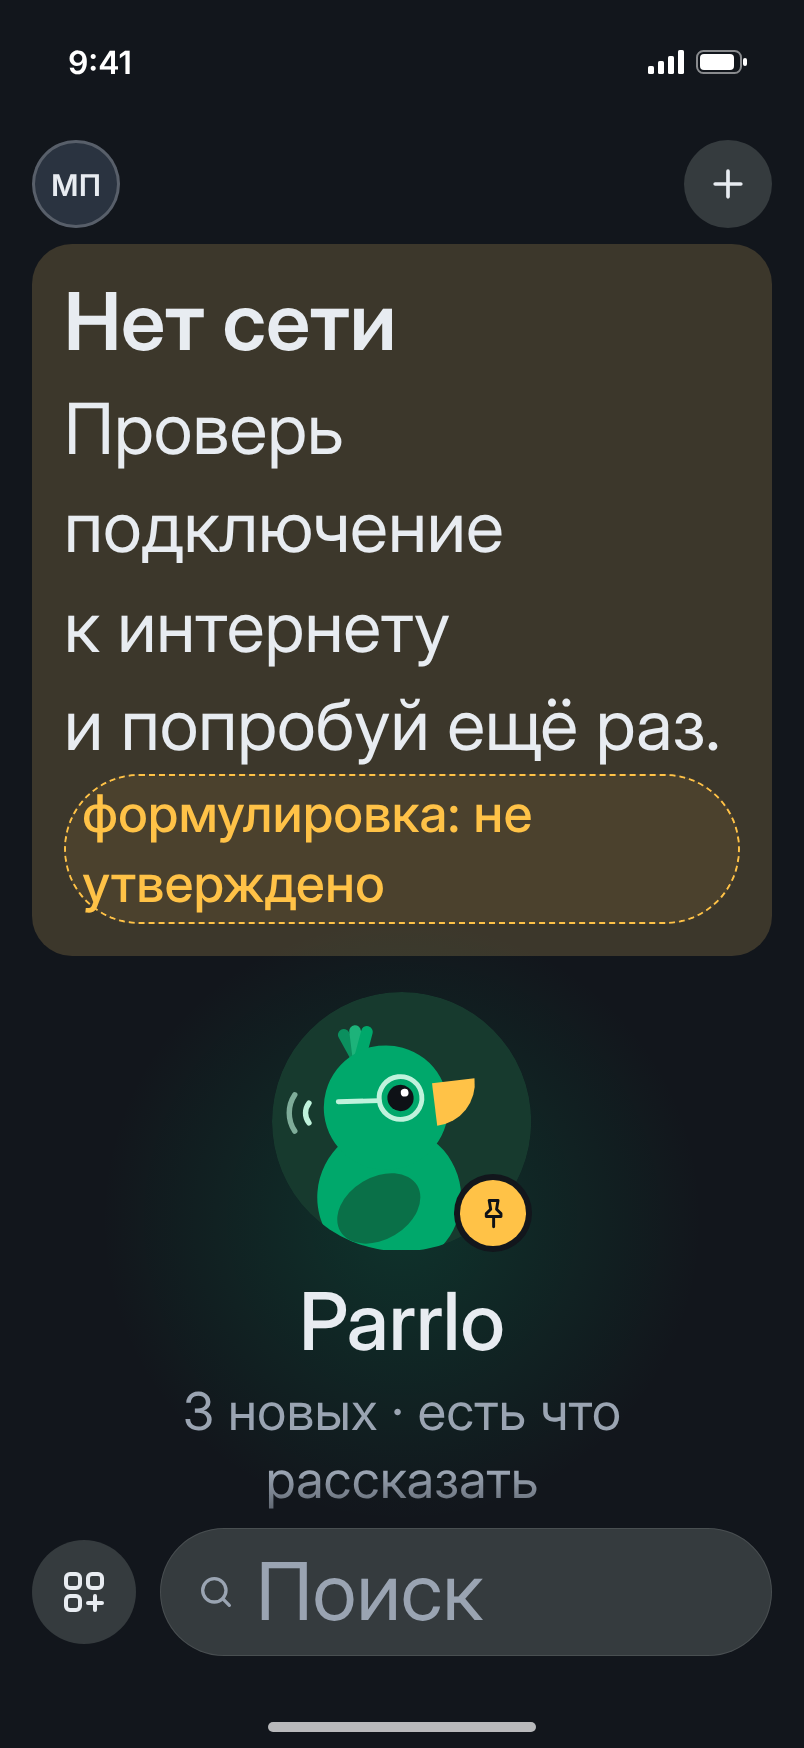 9:41
МП
Нет сети
Проверь
подключение
к интернету
и попробуй ещё раз.
формулировка: не
утверждено
Parrlo
3 новых · есть что
рассказать
Поиск